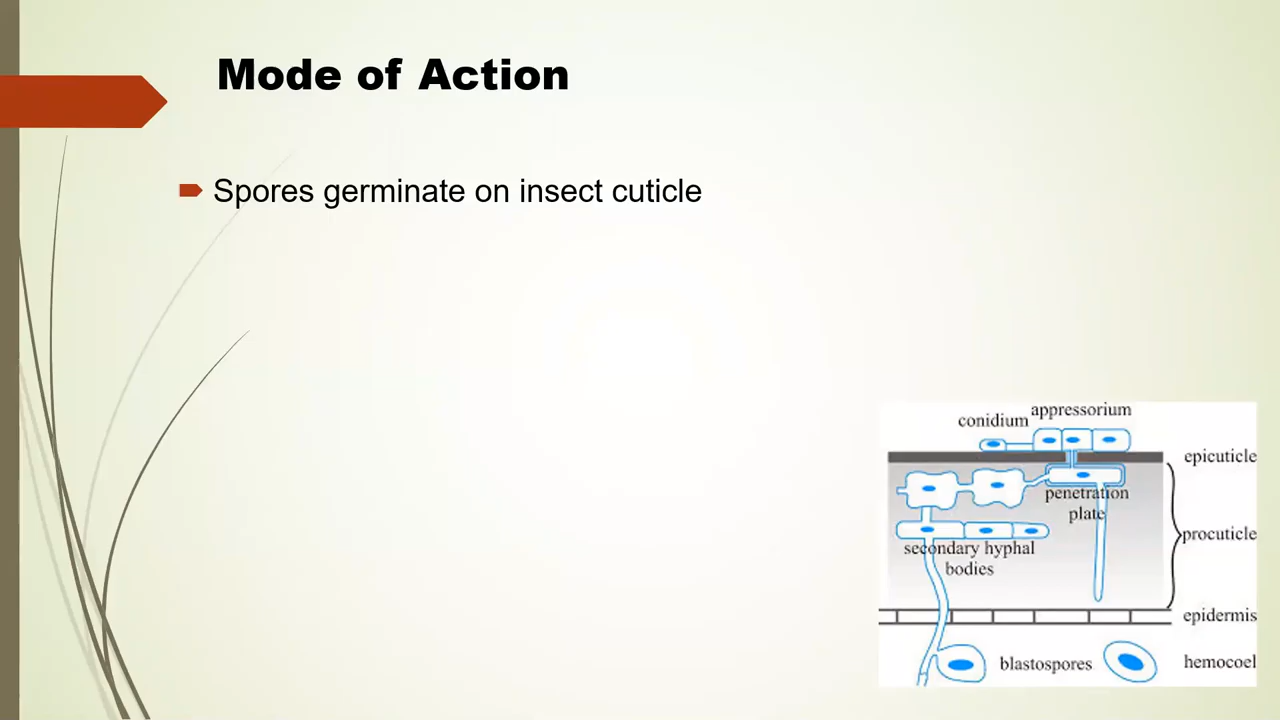 Mode of Action
Spores germinate on insect cuticle
appressorium
conidium
epicuticle
penetration
plate
procuticle
secondary hyphal
bodies
epidermis
blastospores
hemocoel